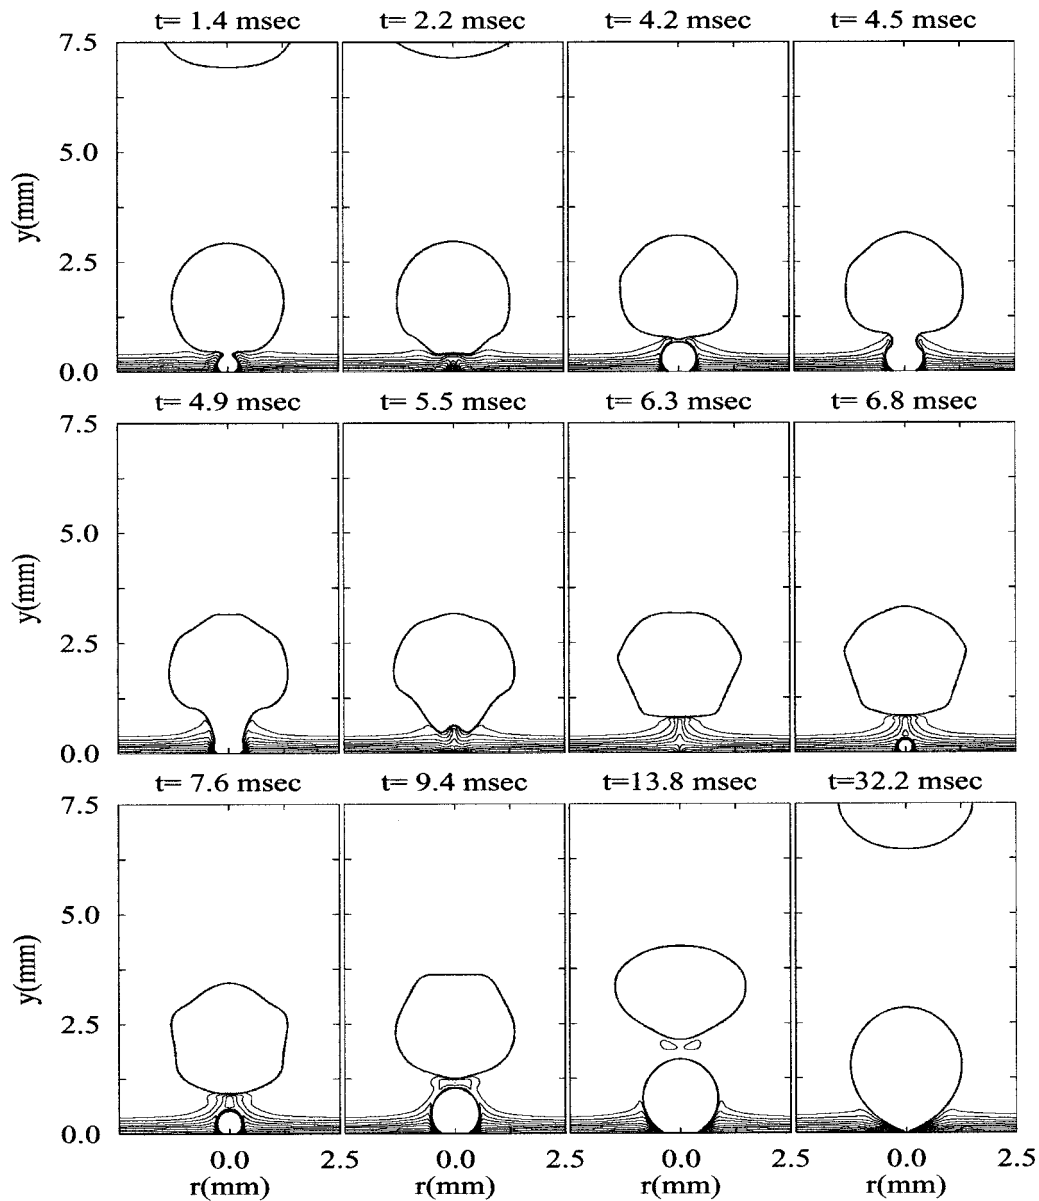 t= 1.4 msec t= 2.2 msec t= 4.2 msec t= 4.5 msec
7.5
5.0
y(mm)
2.5
0.0
t= 4.9 msec t= 5.5 msec t= 6.3 msec t= 6.8 msec
7.5
5.0
y(mm)
2.5
0.0
t= 7.6 msec t= 9.4 msec t=13.8 msec t=32.2 msec
7.5
5.0
y(mm)
2.5
0.0
0.0 2.5 0.0 2.5 0.0 2.5 0.0 2.5
r(mm) r(mm) r(mm) r(mm)